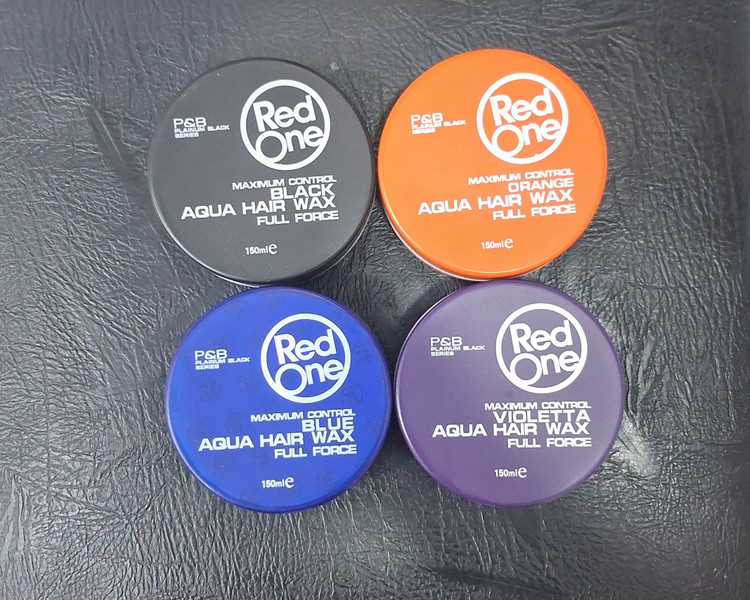 P&B
PLAINUM BLACK
SERIES
Red
One
MAXIMUM CONTROL
BLACK
AQUA HAIR WAX
FULL FORCE
150ml e
P&B
PLAINUM BLACK
SERIES
Red
One
MAXIMUM CONTROL
ORANGE
AQUA HAIR WAX
FULL FORCE
150ml e
P&B
PLAINUM BLACK
SERIES
Red
One
MAXIMUM CONTROL
BLUE
AQUA HAIR WAX
FULL FORCE
150ml e
P&B
PLAINUM BLACK
SERIES
Red
One
MAXIMUM CONTROL
VIOLETTA
AQUA HAIR WAX
FULL FORCE
150ml e